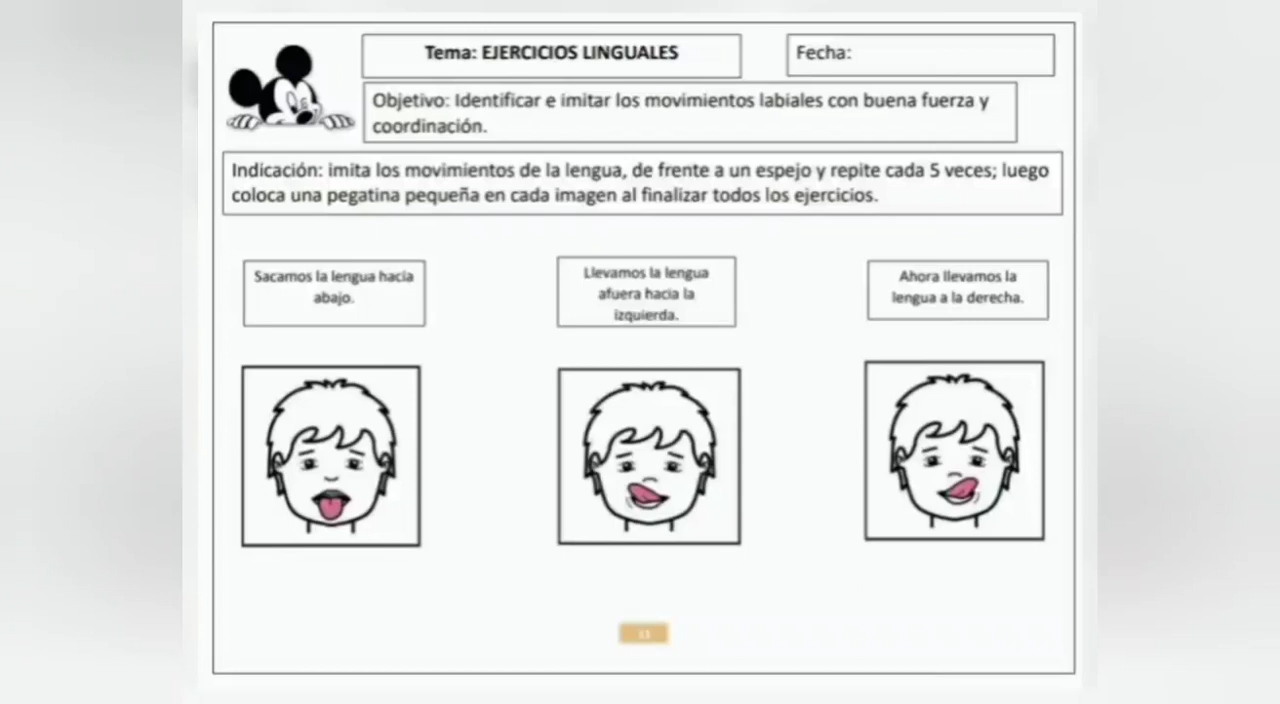 Tema: EJERCICIOS LINGUALES
Fecha:
Objetivo: Identificar e imitar los movimientos labiales con buena fuerza y
coordinación.
Indicación: imita los movimientos de la lengua, de frente a un espejo y repite cada 5 veces; luego
coloca una pegatina pequeña en cada imagen al finalizar todos los ejercicios.
Sacamos la lengua hacia
abajo.
Llevamos la lengua
afuera hacia la
izquierda.
Ahora llevamos la
lengua a la derecha.